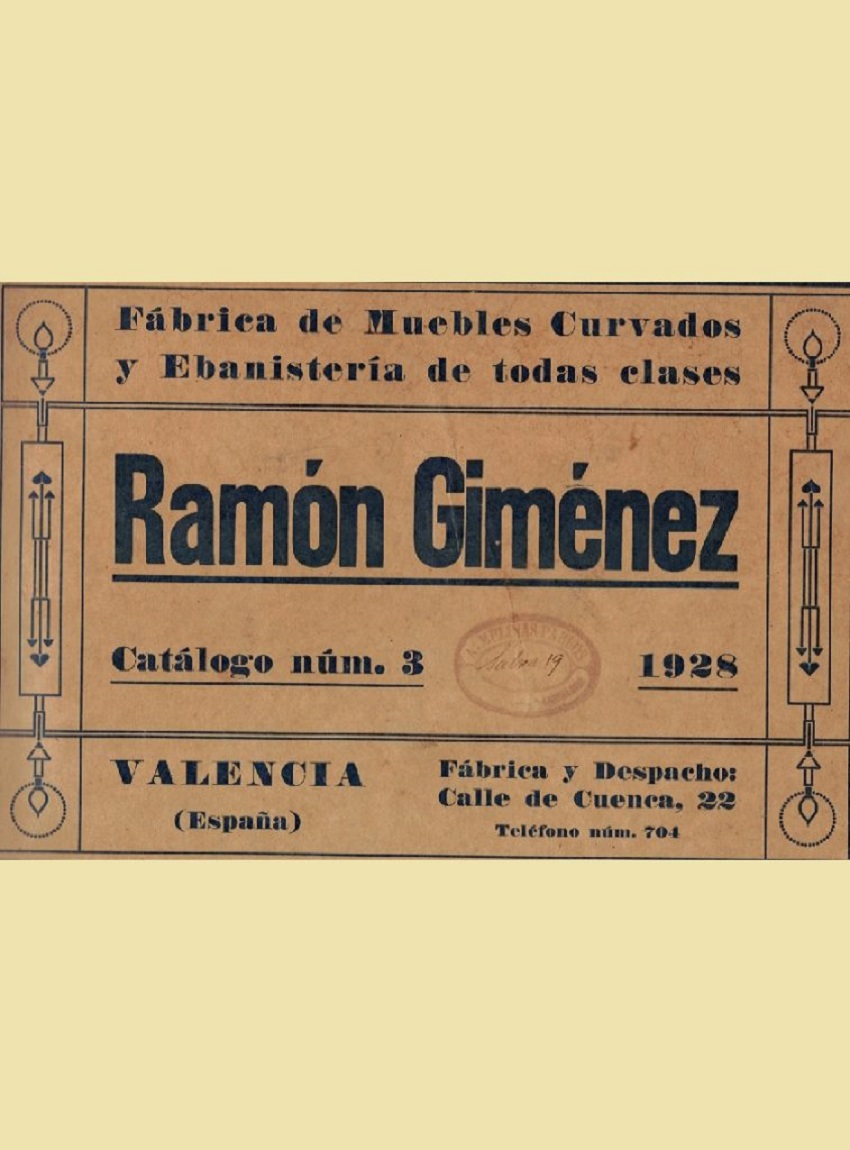 Fábrica de Muebles Curvados
y Ebanistería de todas clases
Ramón Giménez
Catálogo núm. 3
1928
VALENCIA
(España)
Fábrica y Despacho:
Calle de Cuenca, 22
Teléfono núm. 704